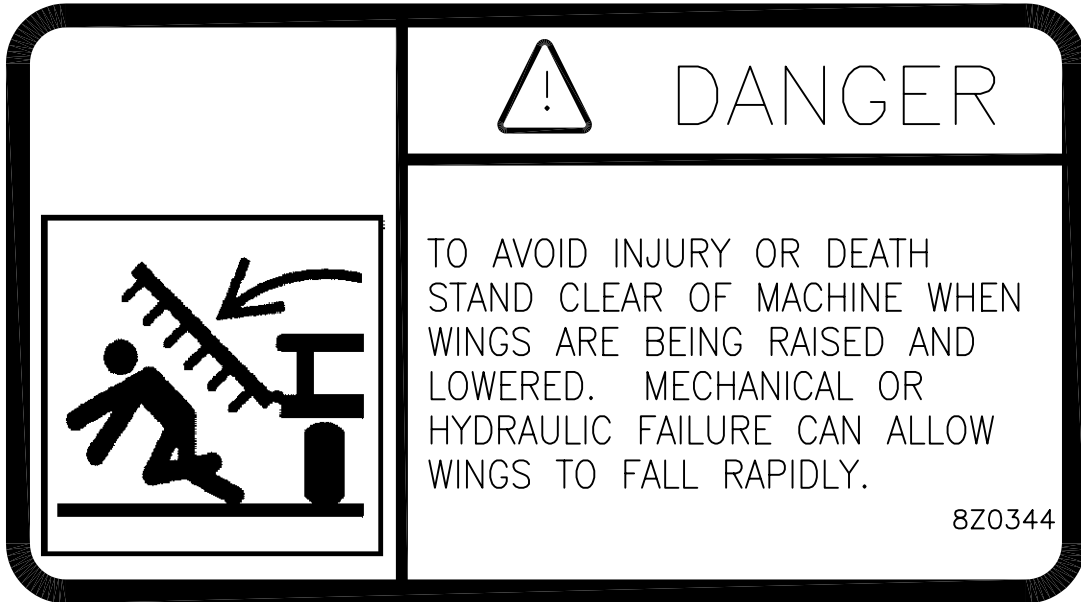 DANGER
TO AVOID INJURY OR DEATH
STAND CLEAR OF MACHINE WHEN
WINGS ARE BEING RAISED AND
LOWERED. MECHANICAL OR
HYDRAULIC FAILURE CAN ALLOW
WINGS TO FALL RAPIDLY.
8Z0344